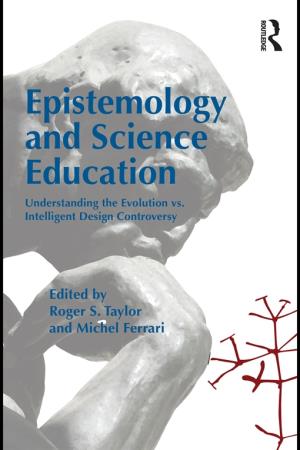 ROUTLEDGE
Epistemology
and Science
Education
Understanding the Evolution vs.
Intelligent Design Controversy
Edited by
Roger S. Taylor
and Michel Ferrari